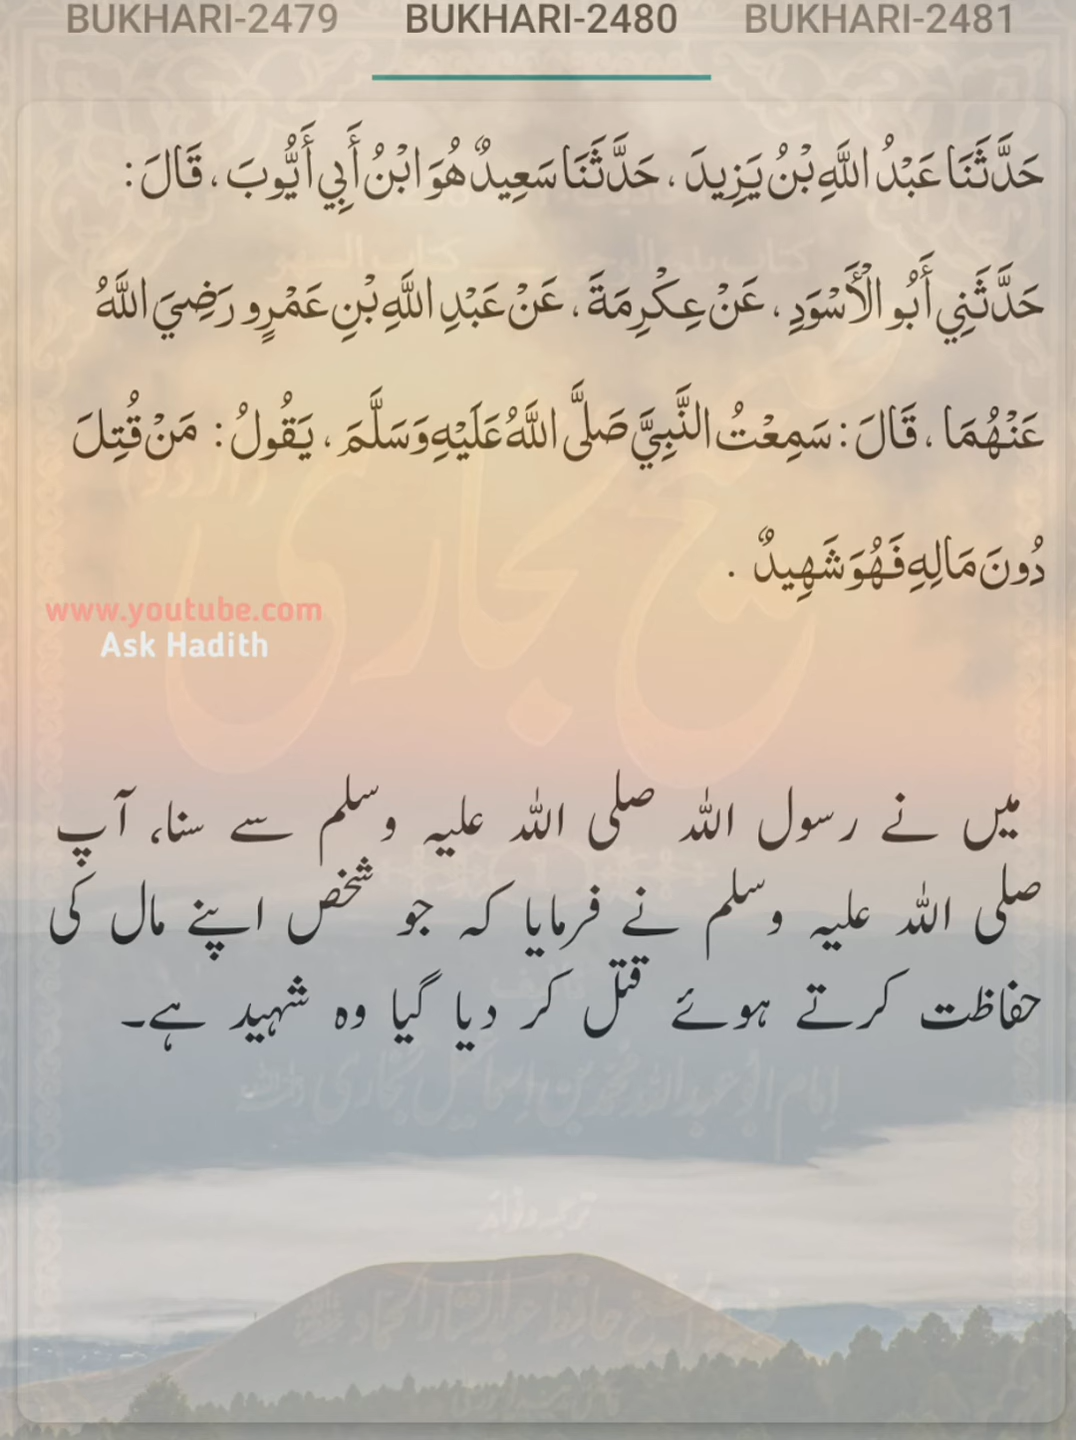 BUKHARI-2479 BUKHARI-2480 BUKHARI-2481
حَدَّثَنَا عَبْدُ اللَّهِ بْنُ يَزِيدَ ، حَدَّثَنَا سَعِيدٌ هُوَ ابْنُ أَبِي أَيُّوبَ ، قَالَ :
حَدَّثَنِي أَبُو الْأَسْوَدِ ، عَنْ عِكْرِمَةَ ، عَنْ عَبْدِ اللَّهِ بْنِ عَمْرٍو رَضِيَ اللَّهُ
عَنْهُمَا ، قَالَ : سَمِعْتُ النَّبِيَّ صَلَّى اللَّهُ عَلَيْهِ وَسَلَّمَ ، يَقُولُ : مَنْ قُتِلَ
دُونَ مَالِهِ فَهُوَ شَهِيدٌ .
www.youtube.com
Ask Hadith
میں نے رسول اللہ صلی اللہ علیہ وسلم سے سنا، آپ
صلی اللہ علیہ وسلم نے فرمایا کہ جو شخص اپنے مال کی
حفاظت کرتے ہوئے قتل کر دیا گیا وہ شہید ہے۔